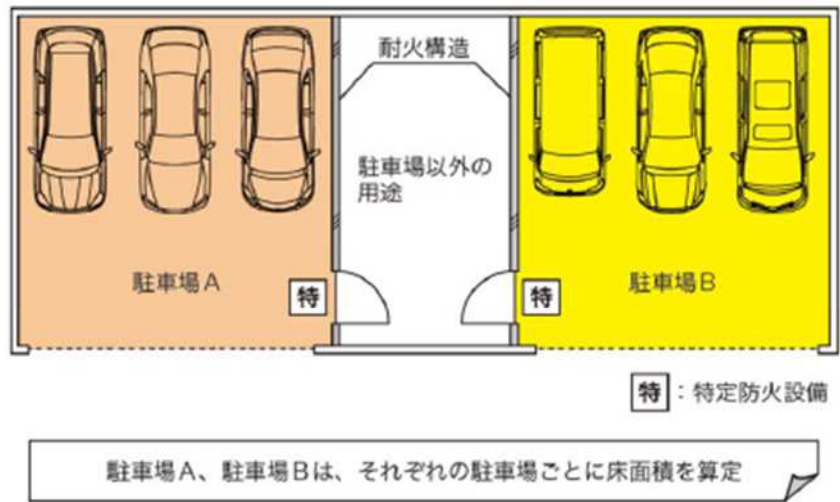 耐火構造
駐車場以外の
用途
駐車場A
特
特
駐車場B
特：特定防火設備
駐車場A、駐車場Bは、それぞれの駐車場ごとに床面積を算定